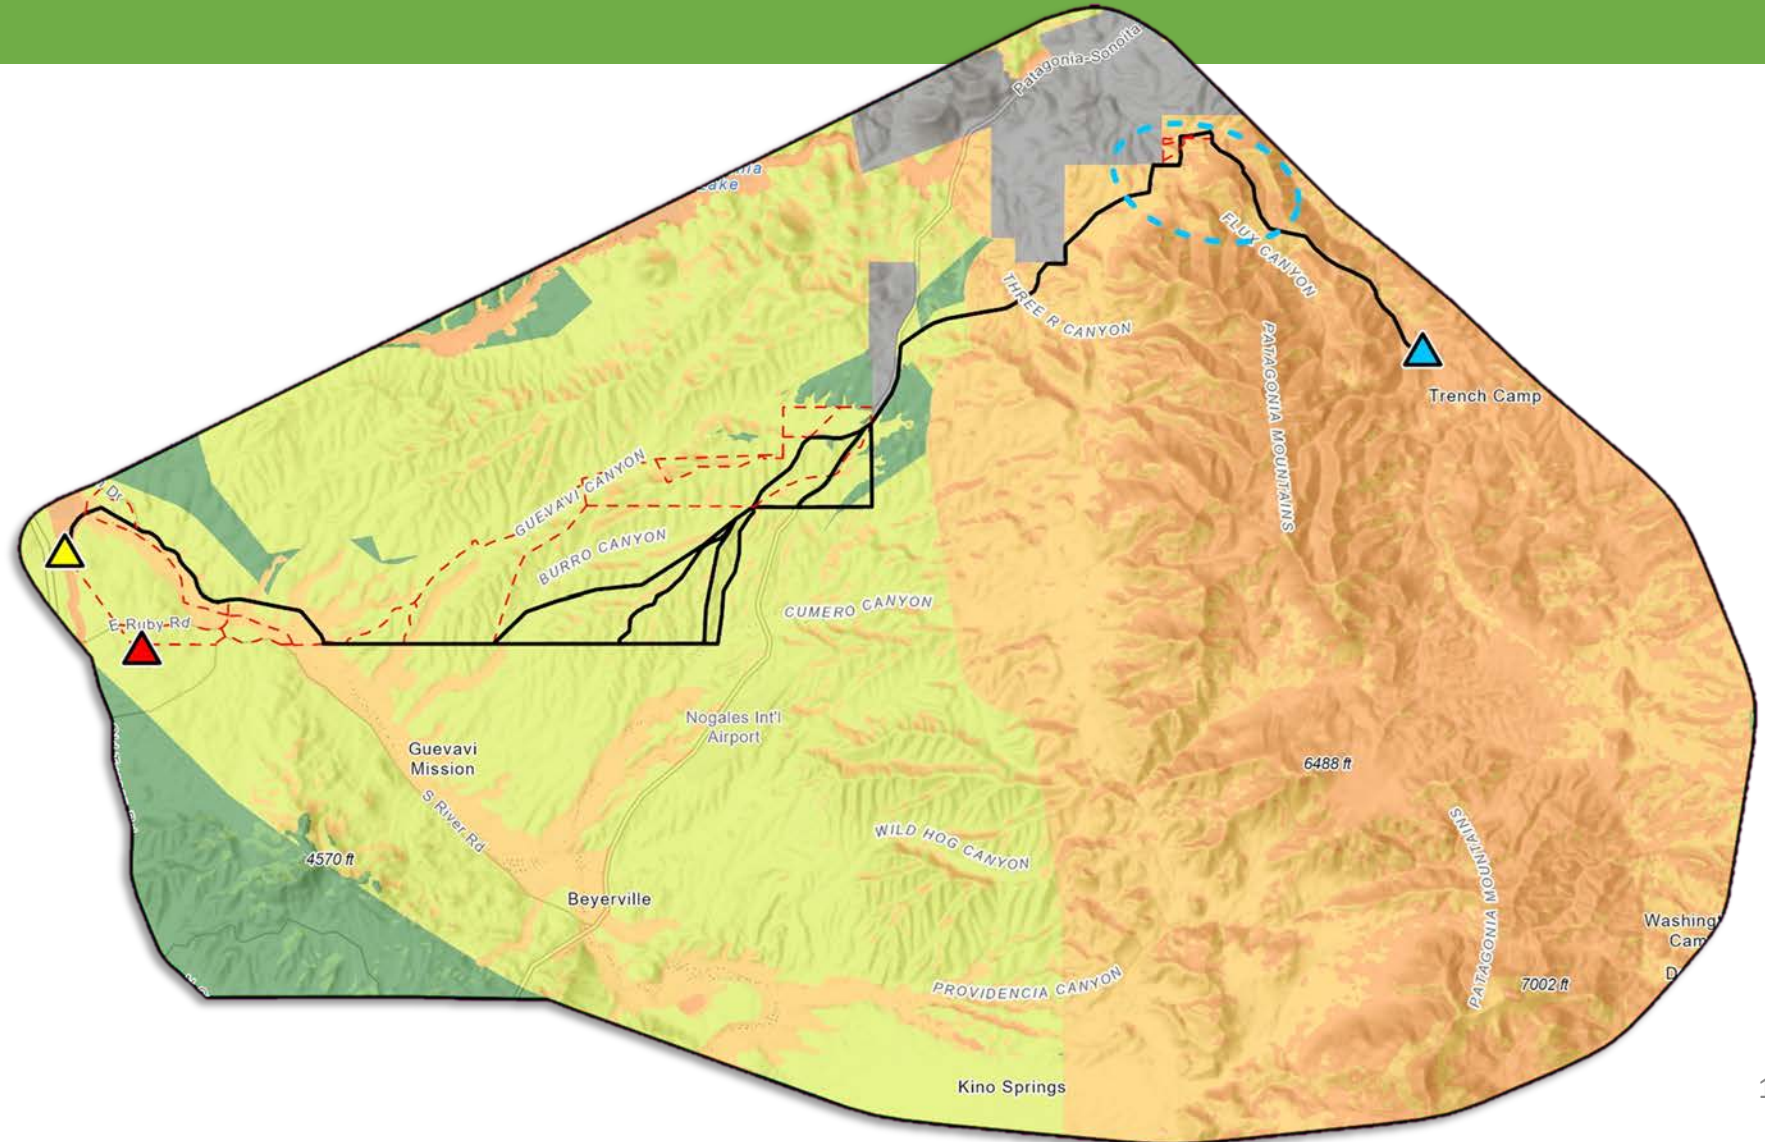 Patagonia-Sonoita
Lake
FLUX CANYON
THREE R CANYON
PATAGONIA MOUNTAINS
Trench Camp
GUEVAVI CANYON
Dr
BURRO CANYON
CUMERO CANYON
E Ruby Rd
Nogales Int'l
Airport
Guevavi
Mission
6488 ft
S River Rd
PATAGONIA MOUNTAINS
WILD HOG CANYON
4570 ft
Beyerville
Washing
Cam
PROVIDENCIA CANYON
7002 ft
D
Kino Springs
1